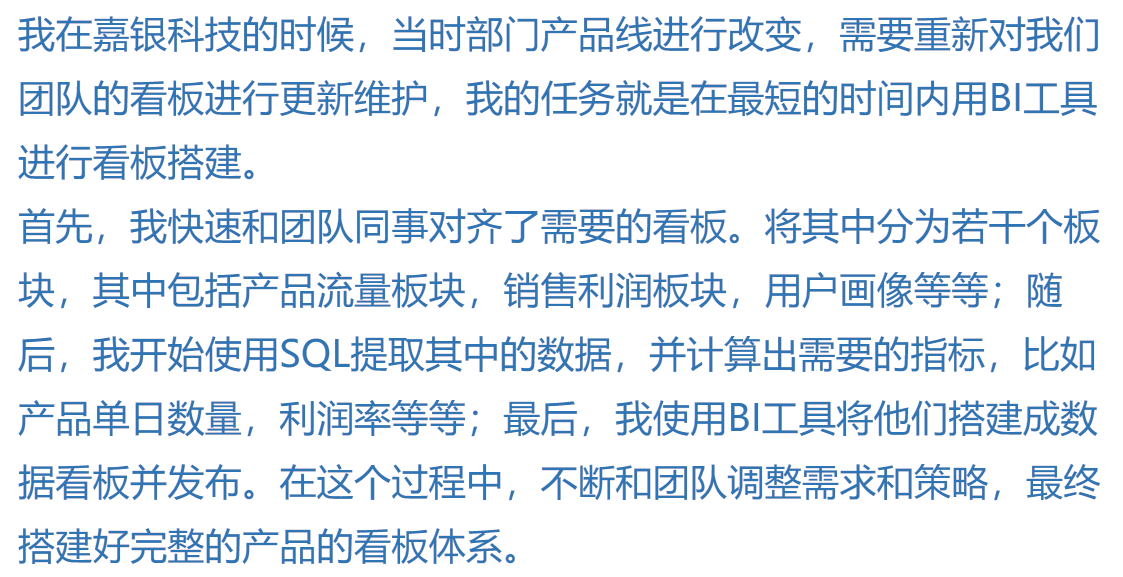 我在嘉银科技的时候，当时部门产品线进行改变，需要重新对我们
团队的看板进行更新维护，我的任务就是在最短的时间内用BI工具
进行看板搭建。
首先，我快速和团队同事对齐了需要的看板。将其中分为若干个板
块，其中包括产品流量板块，销售利润板块，用户画像等等；随
后，我开始使用SQL提取其中的数据，并计算出需要的指标，比如
产品单日数量，利润率等等；最后，我使用BI工具将他们搭建成数
据看板并发布。在这个过程中，不断和团队调整需求和策略，最终
搭建好完整的产品的看板体系。